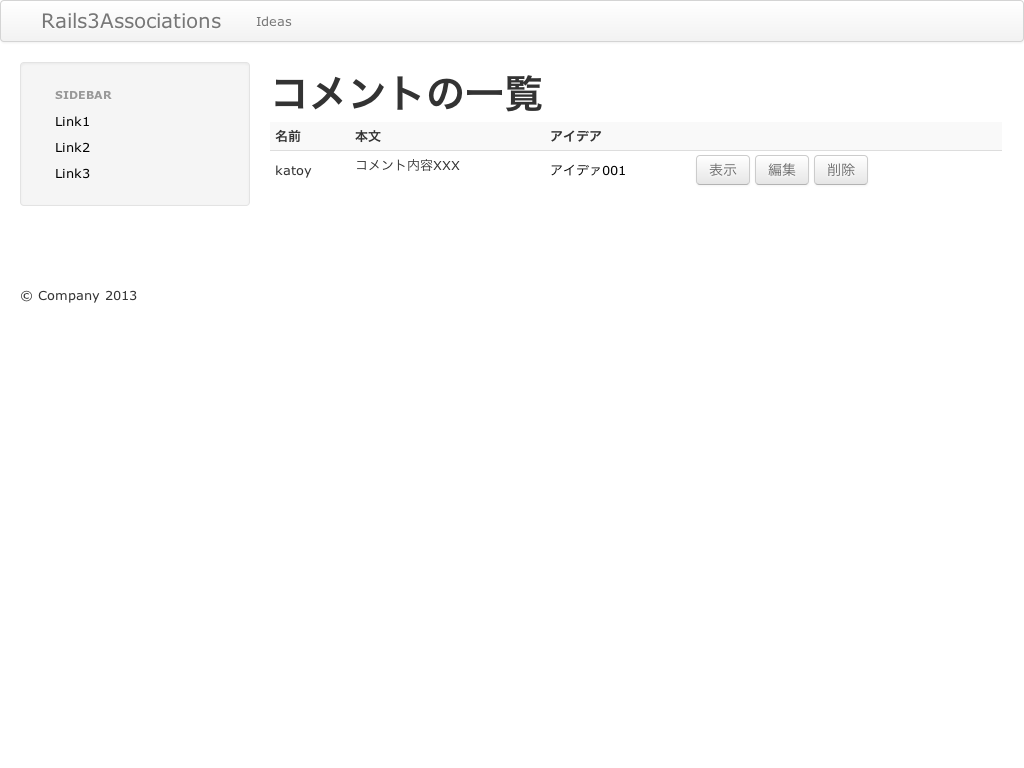 Rails3Associations Ideas
SIDEBAR
Link1
Link2
Link3
コメントの一覧
名前 本文 アイデア
katoy コメント内容XXX アイデァ001 表示 編集 削除
© Company 2013